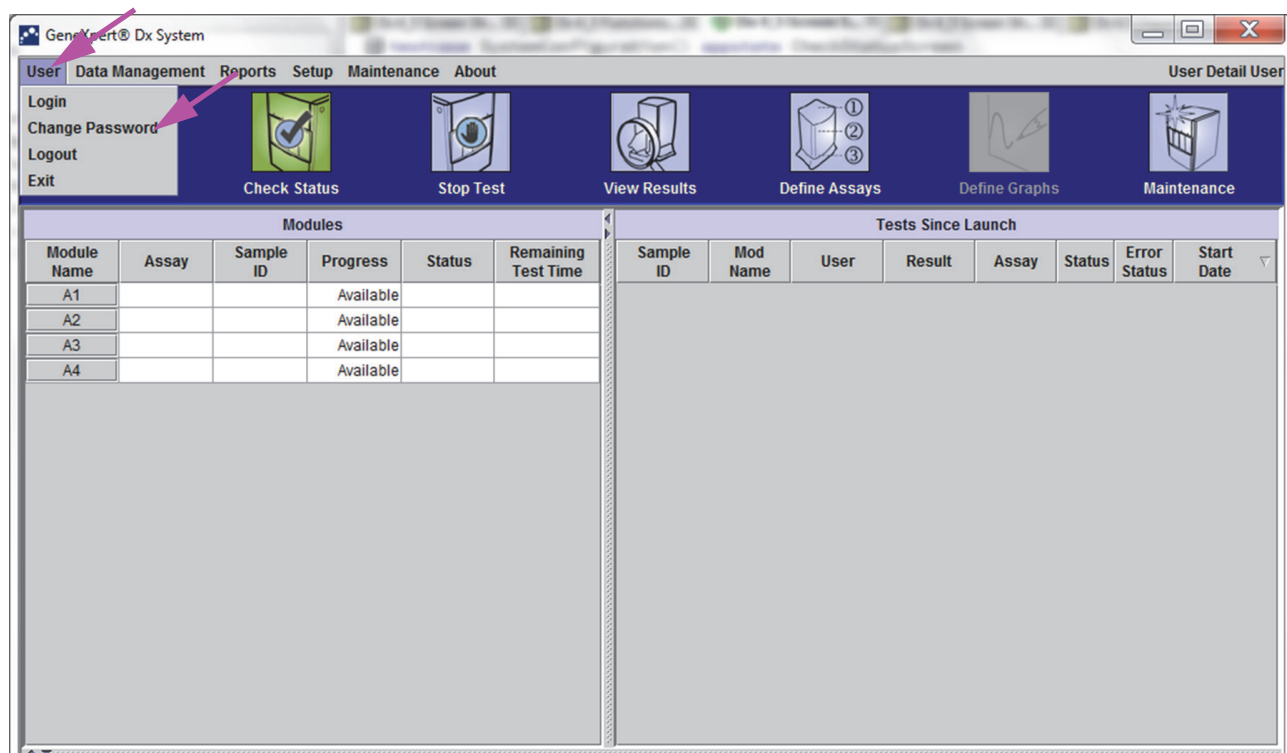 GeneXpert® Dx System
User Data Management Reports Setup Maintenance About User Detail User
Login
Change Password
Logout
Exit
Check Status Stop Test View Results Define Assays Define Graphs Maintenance
①
②
③
Modules
Module Name Assay Sample ID Progress Status Remaining Test Time
A1 Available
A2 Available
A3 Available
A4 Available
Tests Since Launch
Sample ID Mod Name User Result Assay Status Error Status Start Date